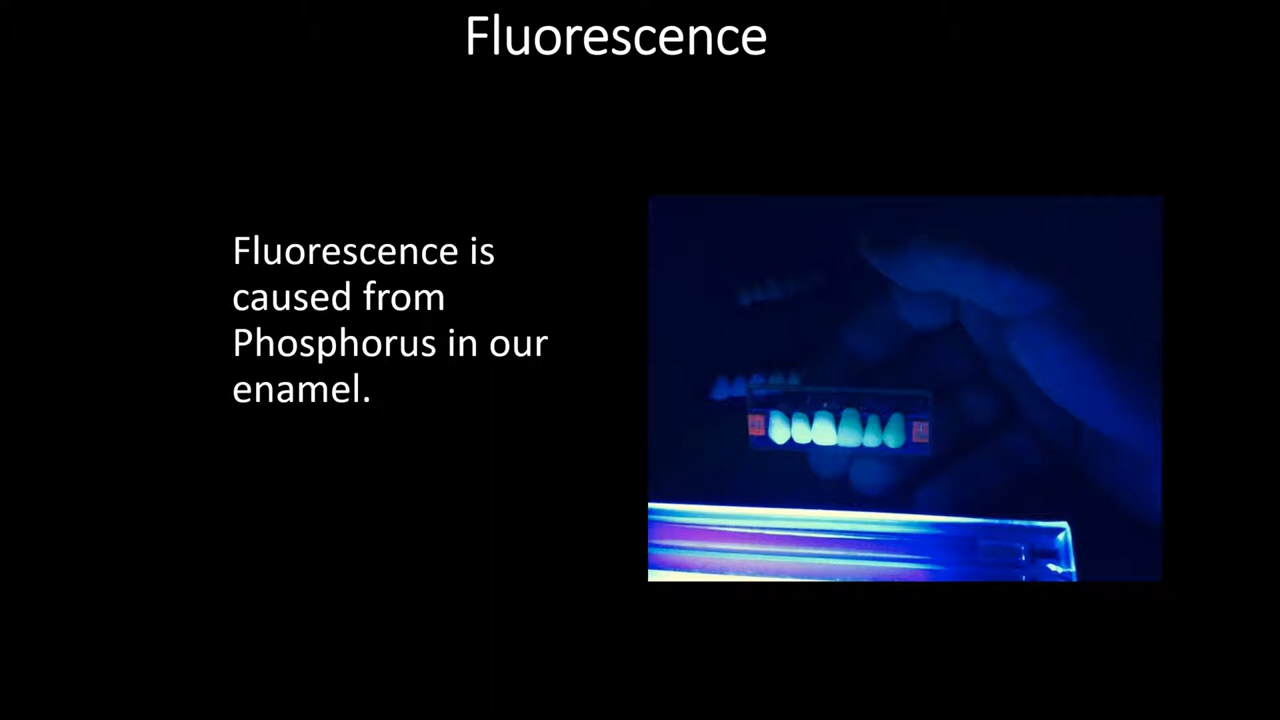 Fluorescence
Fluorescence is
caused from
Phosphorus in our
enamel.